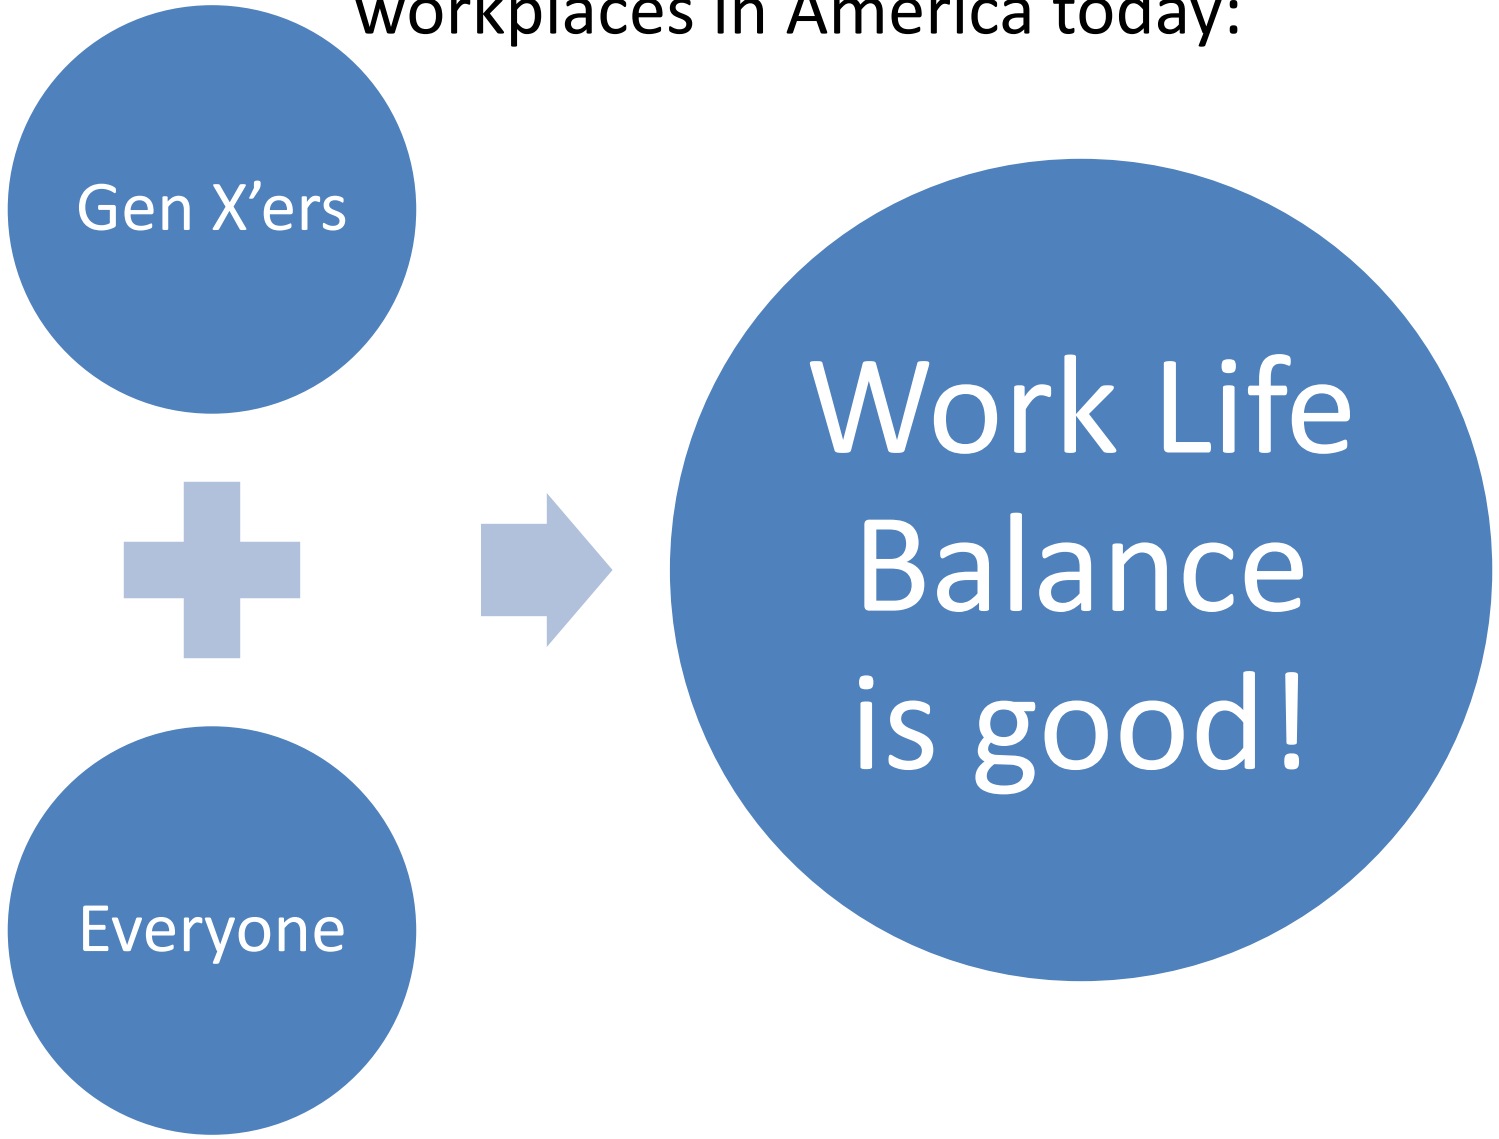 workplaces in America today:
Gen X’ers
Work Life
Balance
is good!
Everyone